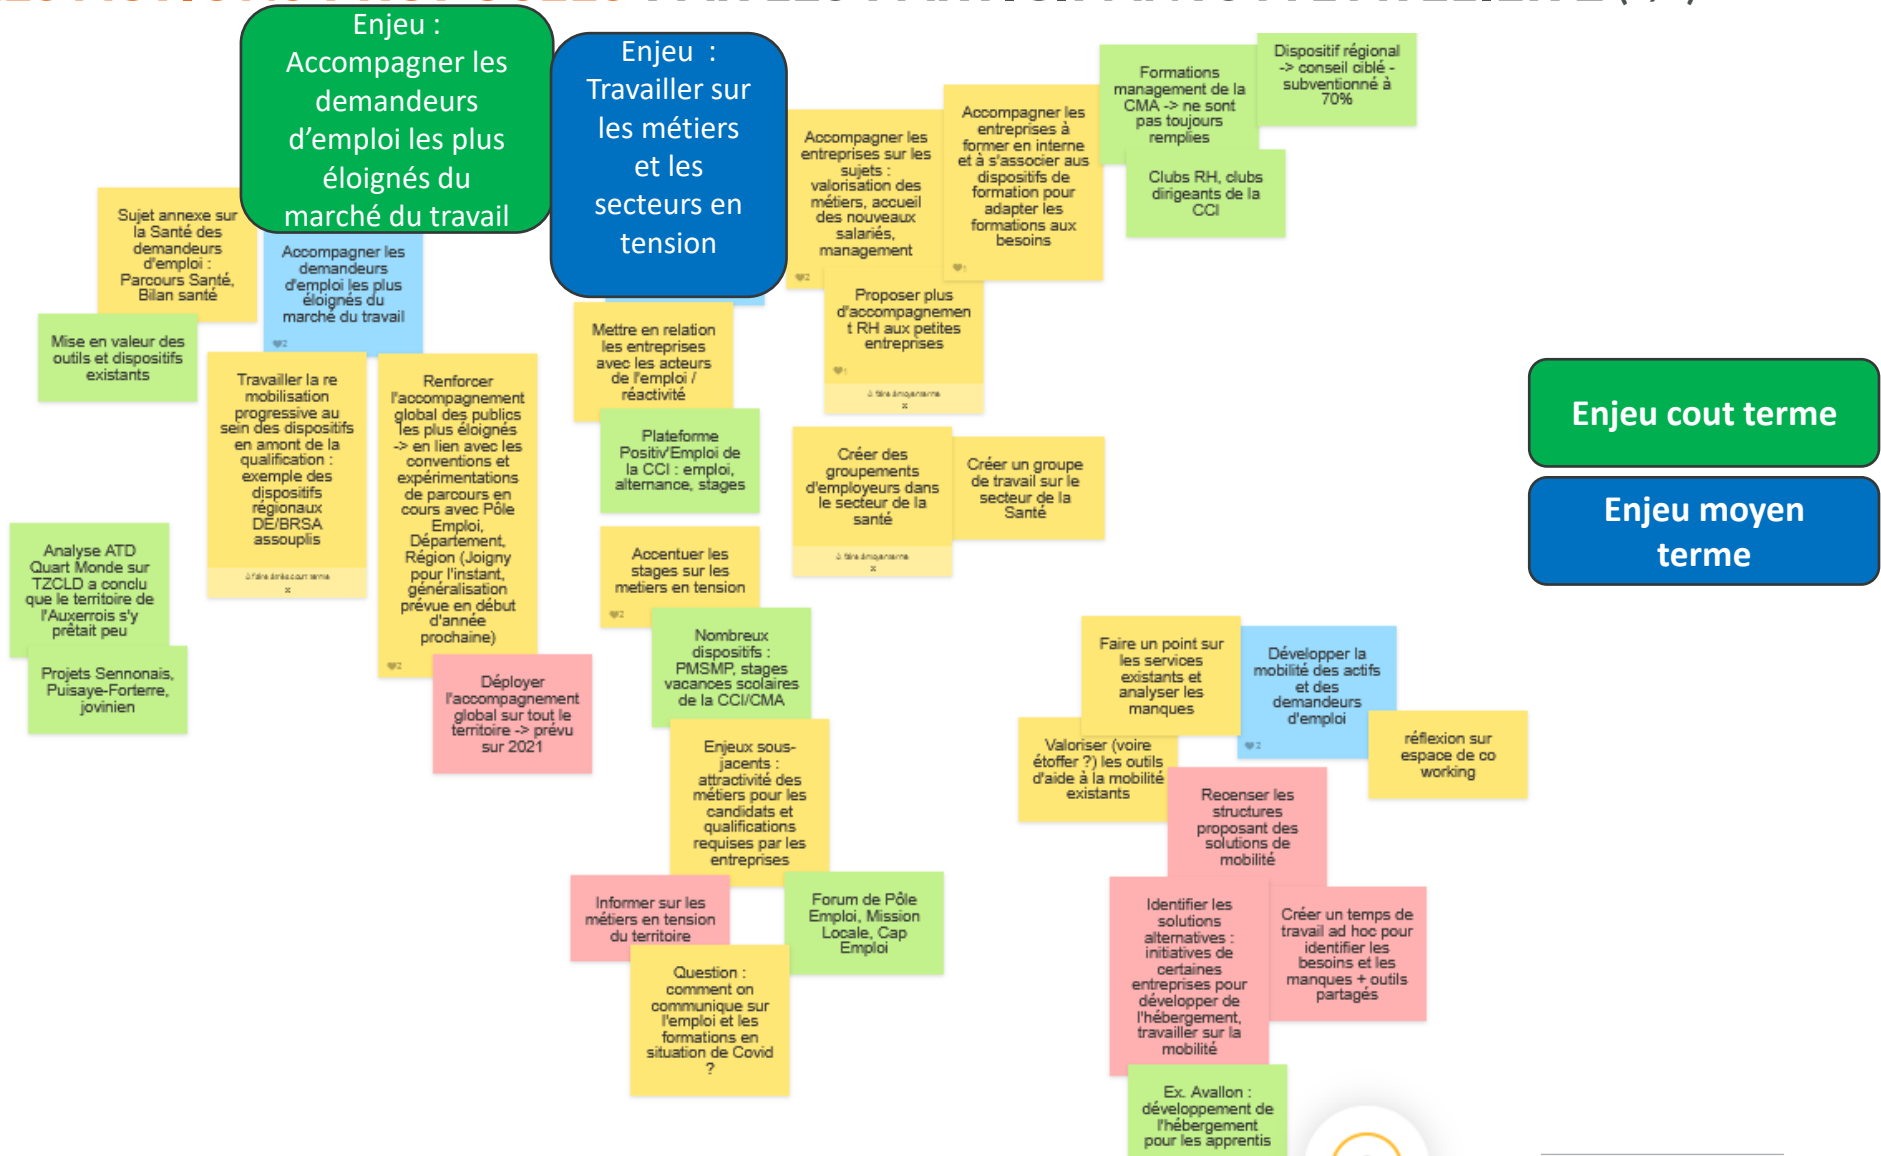 Enjeu :
Accompagner les
demandeurs
d'emploi les plus
éloignés du
marché du travail
Enjeu :
Travailler sur
les métiers
et les
secteurs en
tension
Sujet annexe sur
la Santé des
demandeurs
d'emploi :
Parcours Santé,
Bilan santé
Mise en valeur des
outils et dispositifs
existants
Accompagner les
demandeurs
d'emploi les plus
éloignés du
marché du travail
2
Travailler la re
mobilisation
progressive au
sein des dispositifs
en amont de la
qualification :
exemple des
dispositifs
régionaux
DE/BRSA
assouplis
Renforcer
l'accompagnement
global des publics
les plus éloignés
-> en lien avec les
conventions et
expérimentations
de parcours en
cours avec Pôle
Emploi,
Département,
Région (Joigny
pour l'instant,
généralisation
prévue en début
d'année
prochaine)
2
Déployer
l'accompagnement
global sur tout le
territoire -> prévu
sur 2021
Analyse ATD
Quart Monde sur
TZCLD a conclu
que le territoire de
l'Auxerrois s'y
prêtait peu
Projets Sennonais,
Puisaye-Forterre,
jovinien
Mettre en relation
les entreprises
avec les acteurs
de l'emploi /
réactivité
Plateforme
Positiv'Emploi de
la CCI : emploi,
alternance, stages
Accentuer les
stages sur les
metiers en tension
2
Nombreux
dispositifs :
PMSMP, stages
vacances scolaires
de la CCI/CMA
Enjeux sous-
jacents :
attractivité des
métiers pour les
candidats et
qualifications
requises par les
entreprises
Informer sur les
métiers en tension
du territoire
Forum de Pôle
Emploi, Mission
Locale, Cap
Emploi
Question :
comment on
communique sur
l'emploi et les
formations en
situation de Covid
?
Accompagner les
entreprises sur les
sujets :
valorisation des
métiers, accueil
des nouveaux
salariés,
management
2
Accompagner les
entreprises à
former en interne
et à s'associer aus
dispositifs de
formation pour
adapter les
formations aux
besoins
1
Formations
management de la
CMA -> ne sont
pas toujours
remplies
Dispositif régional
-> conseil ciblé -
subventionné à
70%
Clubs RH, clubs
dirigeants de la
CCI
Proposer plus
d'accompagnemen
t RH aux petites
entreprises
1
à faire à moyen terme
x
Créer des
groupements
d'employeurs dans
le secteur de la
santé
à faire à moyen terme
x
Créer un groupe
de travail sur le
secteur de la
Santé
Enjeu cout terme
Enjeu moyen
terme
Faire un point sur
les services
existants et
analyser les
manques
Développer la
mobilité des actifs
et des
demandeurs
d'emploi
2
Valoriser (voire
étoffer ?) les outils
d'aide à la mobilité
existants
réflexion sur
espace de co
working
Recenser les
structures
proposant des
solutions de
mobilité
Identifier les
solutions
alternatives :
initiatives de
certaines
entreprises pour
développer de
l'hébergement,
travailler sur la
mobilité
Créer un temps de
travail ad hoc pour
identifier les
besoins et les
manques + outils
partagés
Ex. Avallon :
développement de
l'hébergement
pour les apprentis